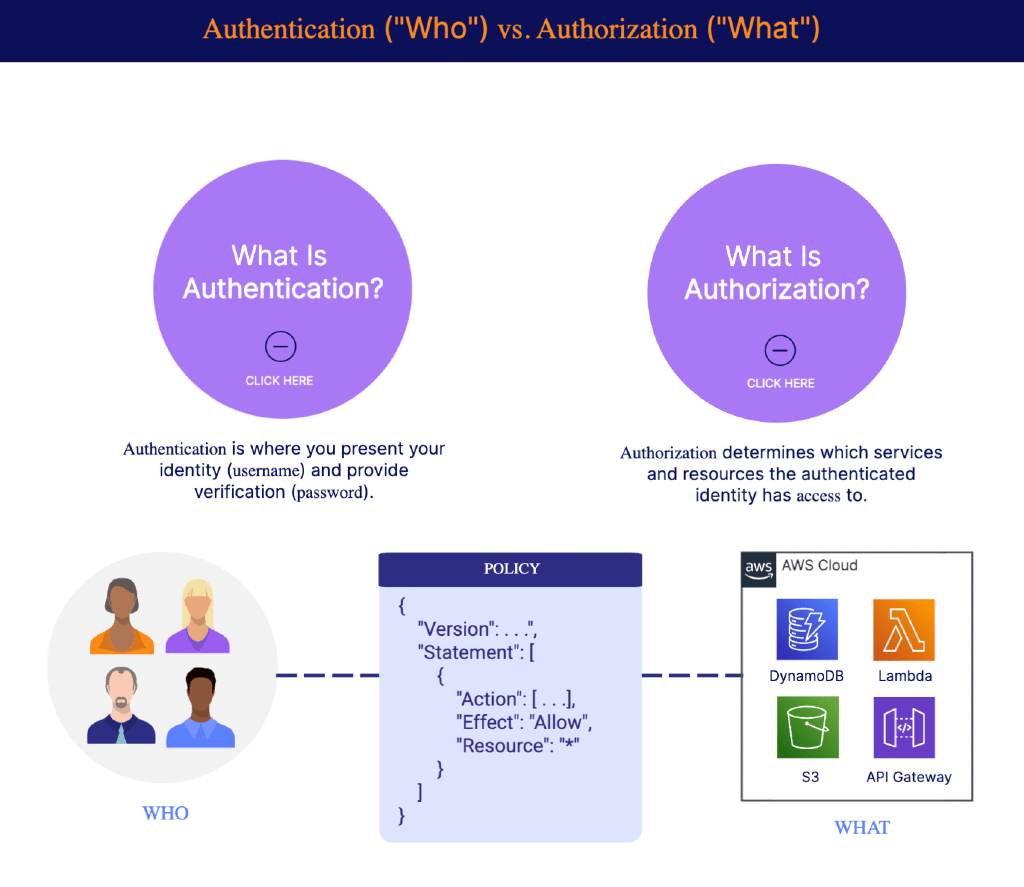 Authentication ("Who") vs. Authorization ("What")
What Is
Authentication?
CLICK HERE
Authentication is where you present your
identity (username) and provide
verification (password).
What Is
Authorization?
CLICK HERE
Authorization determines which services
and resources the authenticated
identity has access to.
WHO
POLICY
{
"Version": . . .",
"Statement": [
{
"Action": [ . . .],
"Effect": "Allow",
"Resource": "*"
}
]
}
aws AWS Cloud
DynamoDB
Lambda
S3
API Gateway
WHAT